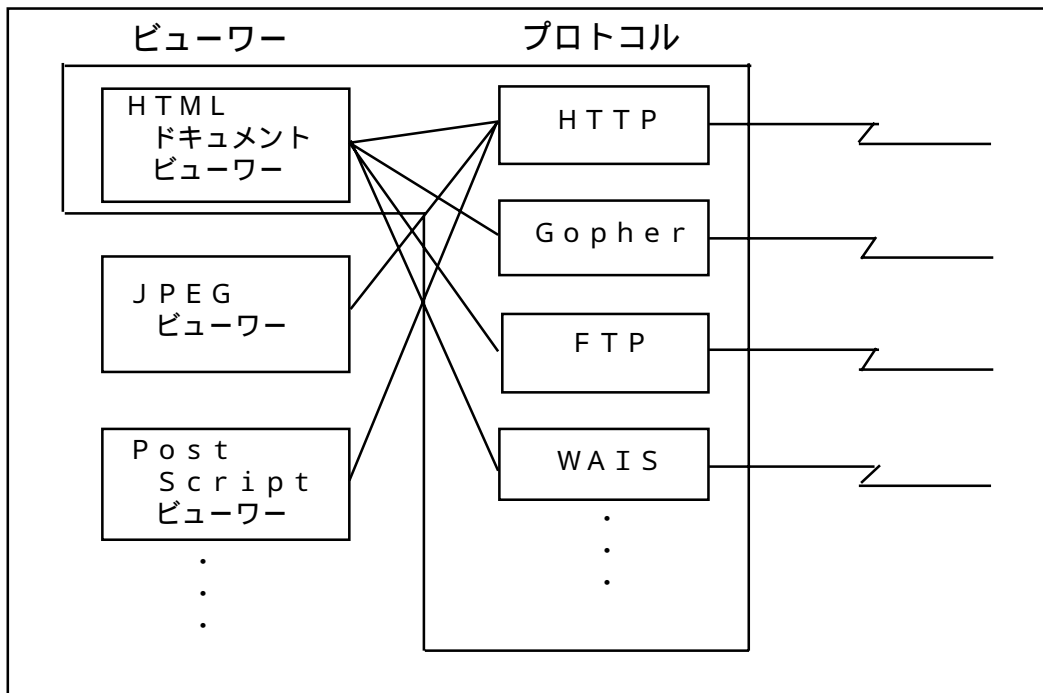 ビューワー
プロトコル
ＨＴＭＬ
ドキュメント
ビューワー
ＪＰＥＧ
ビューワー
Ｐｏｓｔ
Ｓｃｒｉｐｔ
ビューワー
・
・
・
ＨＴＴＰ
Ｇｏｐｈｅｒ
ＦＴＰ
ＷＡＩＳ
・
・
・